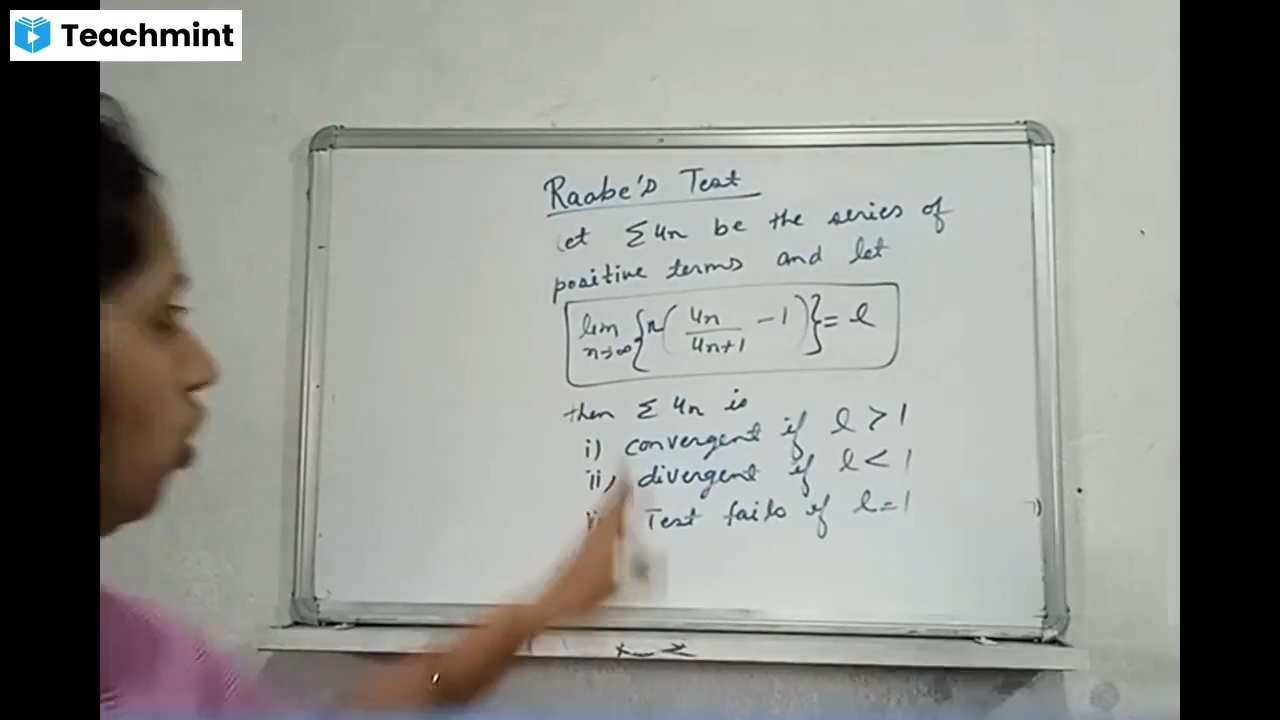 Teachmint
Raabe's Test
Let Σ un be the series of
positive terms and let
lim n→∞ {n( un/un+1 - 1)} = l
then Σ un is
i) convergent if l > 1
ii) divergent if l < 1
Test fails if l = 1